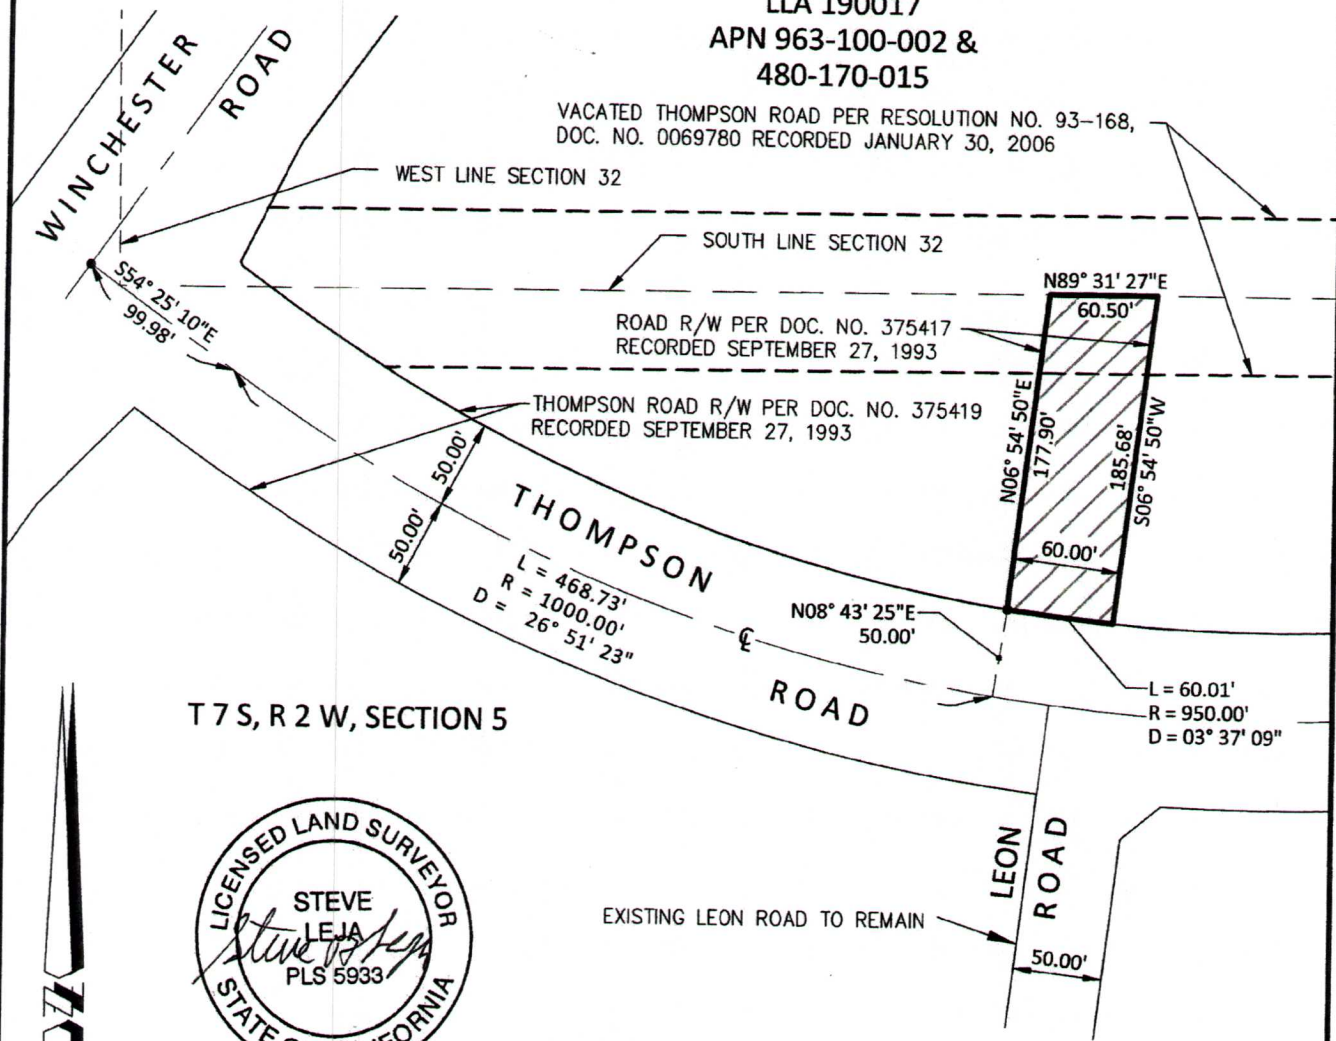 LLA 190017
APN 963-100-002 &
480-170-015
VACATED THOMPSON ROAD PER RESOLUTION NO. 93-168,
DOC. NO. 0069780 RECORDED JANUARY 30, 2006
WINCHESTER
ROAD
WEST LINE SECTION 32
SOUTH LINE SECTION 32
S54° 25' 10"E
99.98'
N89° 31' 27"E
60.50'
ROAD R/W PER DOC. NO. 375417
RECORDED SEPTEMBER 27, 1993
THOMPSON ROAD R/W PER DOC. NO. 375419
RECORDED SEPTEMBER 27, 1993
N06° 54' 50"E
177.90'
185.68'
S06° 54' 50"W
50.00'
50.00'
THOMPSON
ROAD
L = 468.73'
R = 1000.00'
D = 26° 51' 23"
℄
60.00'
N08° 43' 25"E
50.00'
L = 60.01'
R = 950.00'
D = 03° 37' 09"
T 7 S, R 2 W, SECTION 5
LICENSED LAND SURVEYOR
STEVE
LEJA
PLS 5933
STATE
LEON
ROAD
EXISTING LEON ROAD TO REMAIN
50.00'